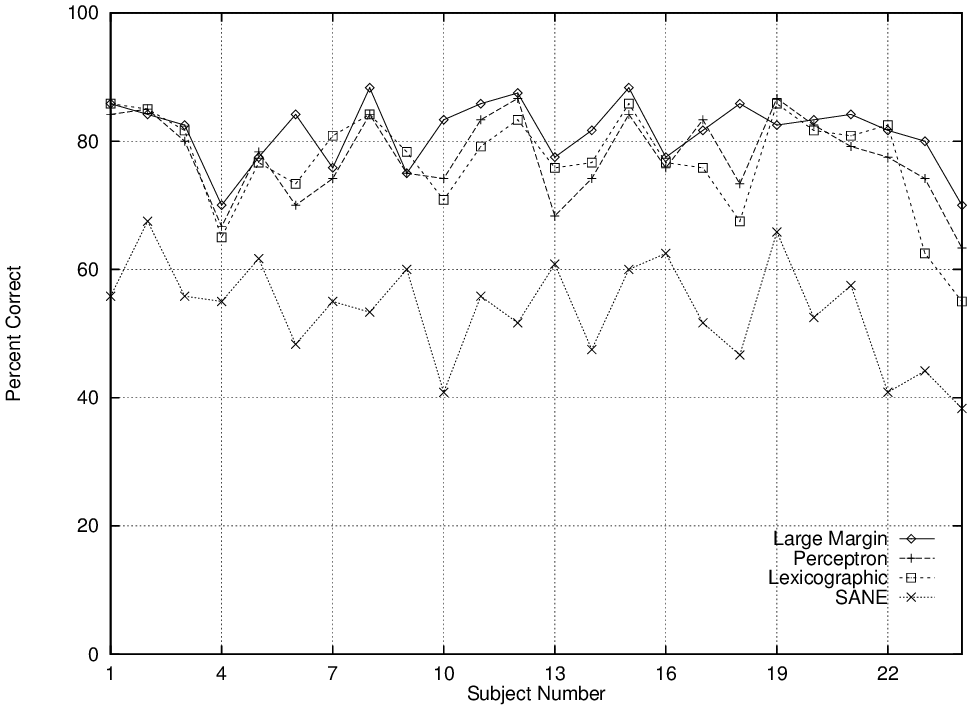 100
80
60
40
20
0
Percent Correct
Large Margin
Perceptron
Lexicographic
SANE
1 4 7 10 13 16 19 22
Subject Number